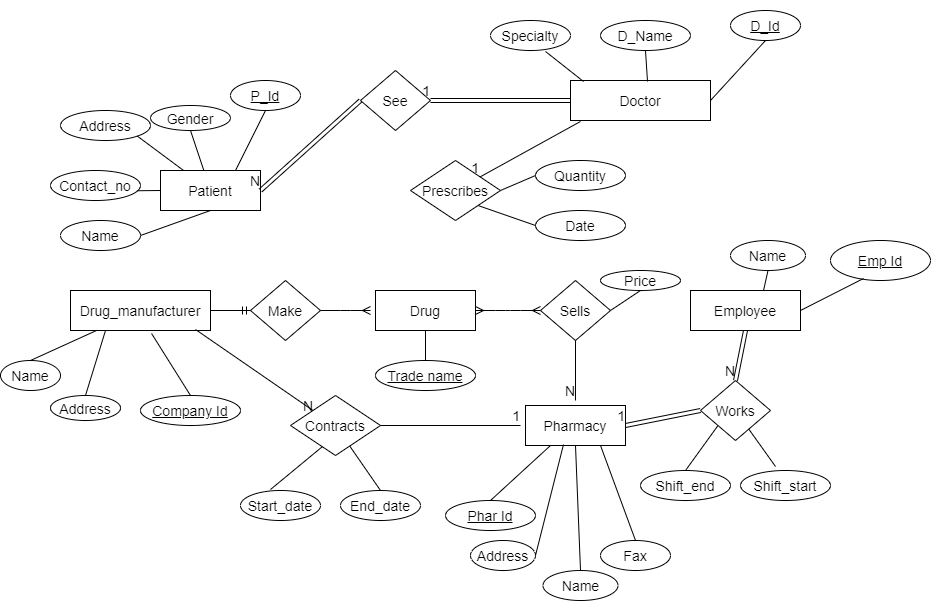 D_Id
Specialty
D_Name
P_Id
See
1
Doctor
Address
Gender
1
Quantity
Contact_no
Patient
N
Prescribes
Date
Name
Name
Emp Id
Price
Drug_manufacturer
Make
Drug
Sells
Employee
Name
Trade name
N
N
Address
Company Id
N
Contracts
1
Pharmacy
1
Works
Start_date
End_date
Shift_end
Shift_start
Phar Id
Address
Fax
Name